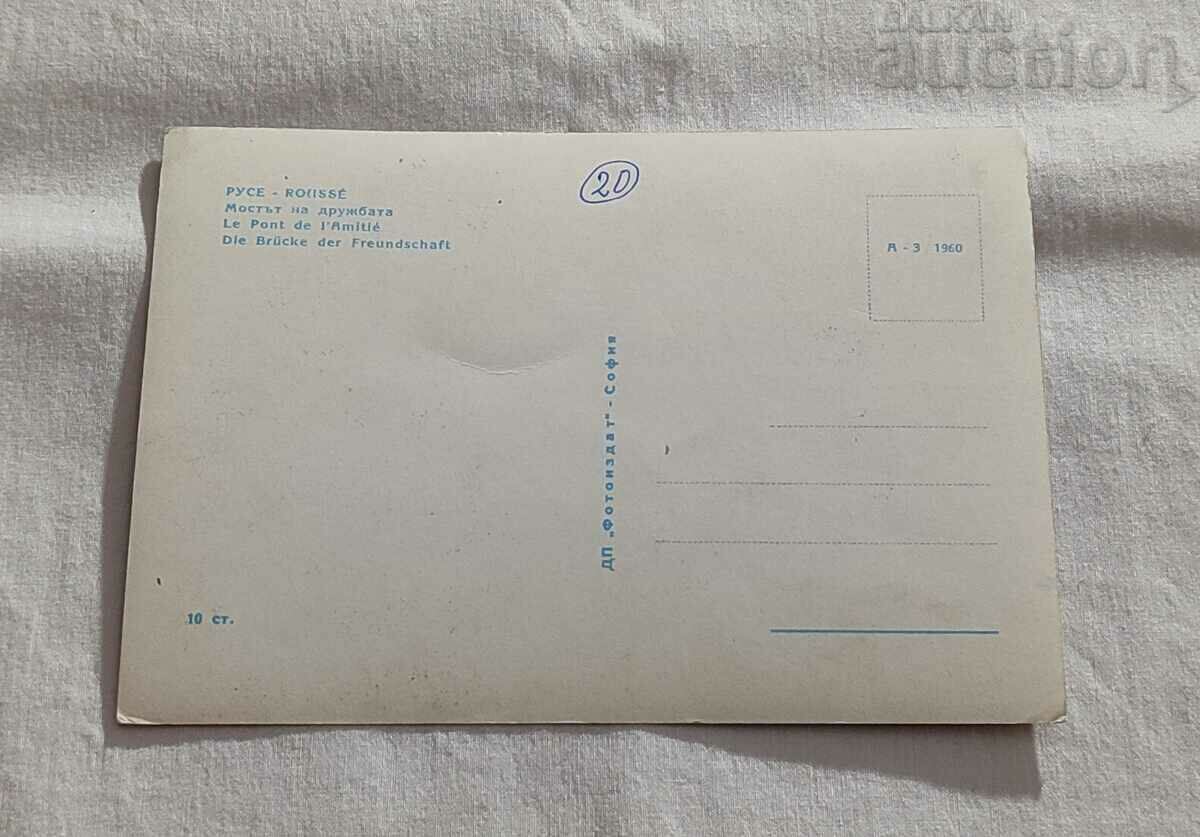 BALKAN
auction
РУСЕ - ROUSSÉ
Мостът на дружбата
Le Pont de l'Amitié
Die Brücke der Freundschaft
20
А - 3 1960
ДП „Фотоиздат" - София
10 ст.